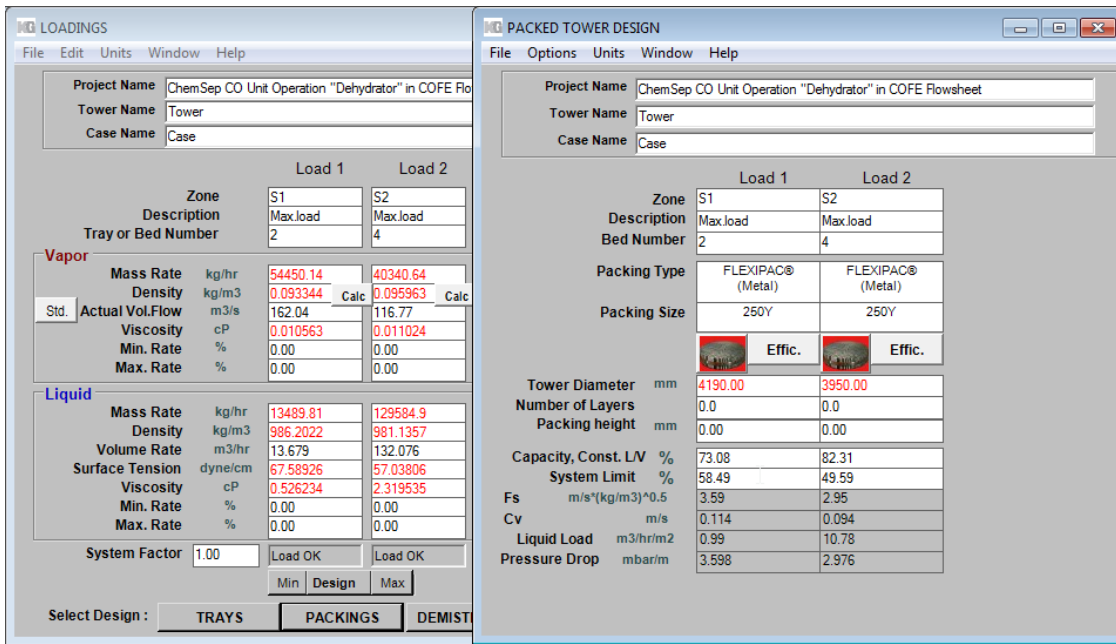 KG LOADINGS
File Edit Units Window Help
Project Name ChemSep CO Unit Operation "Dehydrator" in COFE Flo
Tower Name Tower
Case Name Case
Load 1 Load 2
Zone S1 S2
Description Max.load Max.load
Tray or Bed Number 2 4
Vapor
Mass Rate kg/hr 54450.14 40340.64
Density kg/m3 0.093344 Calc 0.095963 Calc
Std. Actual Vol.Flow m3/s 162.04 116.77
Viscosity cP 0.010563 0.011024
Min. Rate % 0.00 0.00
Max. Rate % 0.00 0.00
Liquid
Mass Rate kg/hr 13489.81 129584.9
Density kg/m3 986.2022 981.1357
Volume Rate m3/hr 13.679 132.076
Surface Tension dyne/cm 67.58926 57.03806
Viscosity cP 0.526234 2.319535
Min. Rate % 0.00 0.00
Max. Rate % 0.00 0.00
System Factor 1.00 Load OK Load OK
Min Design Max
Select Design : TRAYS PACKINGS DEMIST
KG PACKED TOWER DESIGN
File Options Units Window Help
Project Name ChemSep CO Unit Operation "Dehydrator" in COFE Flowsheet
Tower Name Tower
Case Name Case
Load 1 Load 2
Zone S1 S2
Description Max.load Max.load
Bed Number 2 4
Packing Type FLEXIPAC® (Metal) FLEXIPAC® (Metal)
Packing Size 250Y 250Y
Effic. Effic.
Tower Diameter mm 4190.00 3950.00
Number of Layers 0.0 0.0
Packing height mm 0.00 0.00
Capacity, Const. L/V % 73.08 82.31
System Limit % 58.49 49.59
Fs m/s*(kg/m3)^0.5 3.59 2.95
Cv m/s 0.114 0.094
Liquid Load m3/hr/m2 0.99 10.78
Pressure Drop mbar/m 3.598 2.976